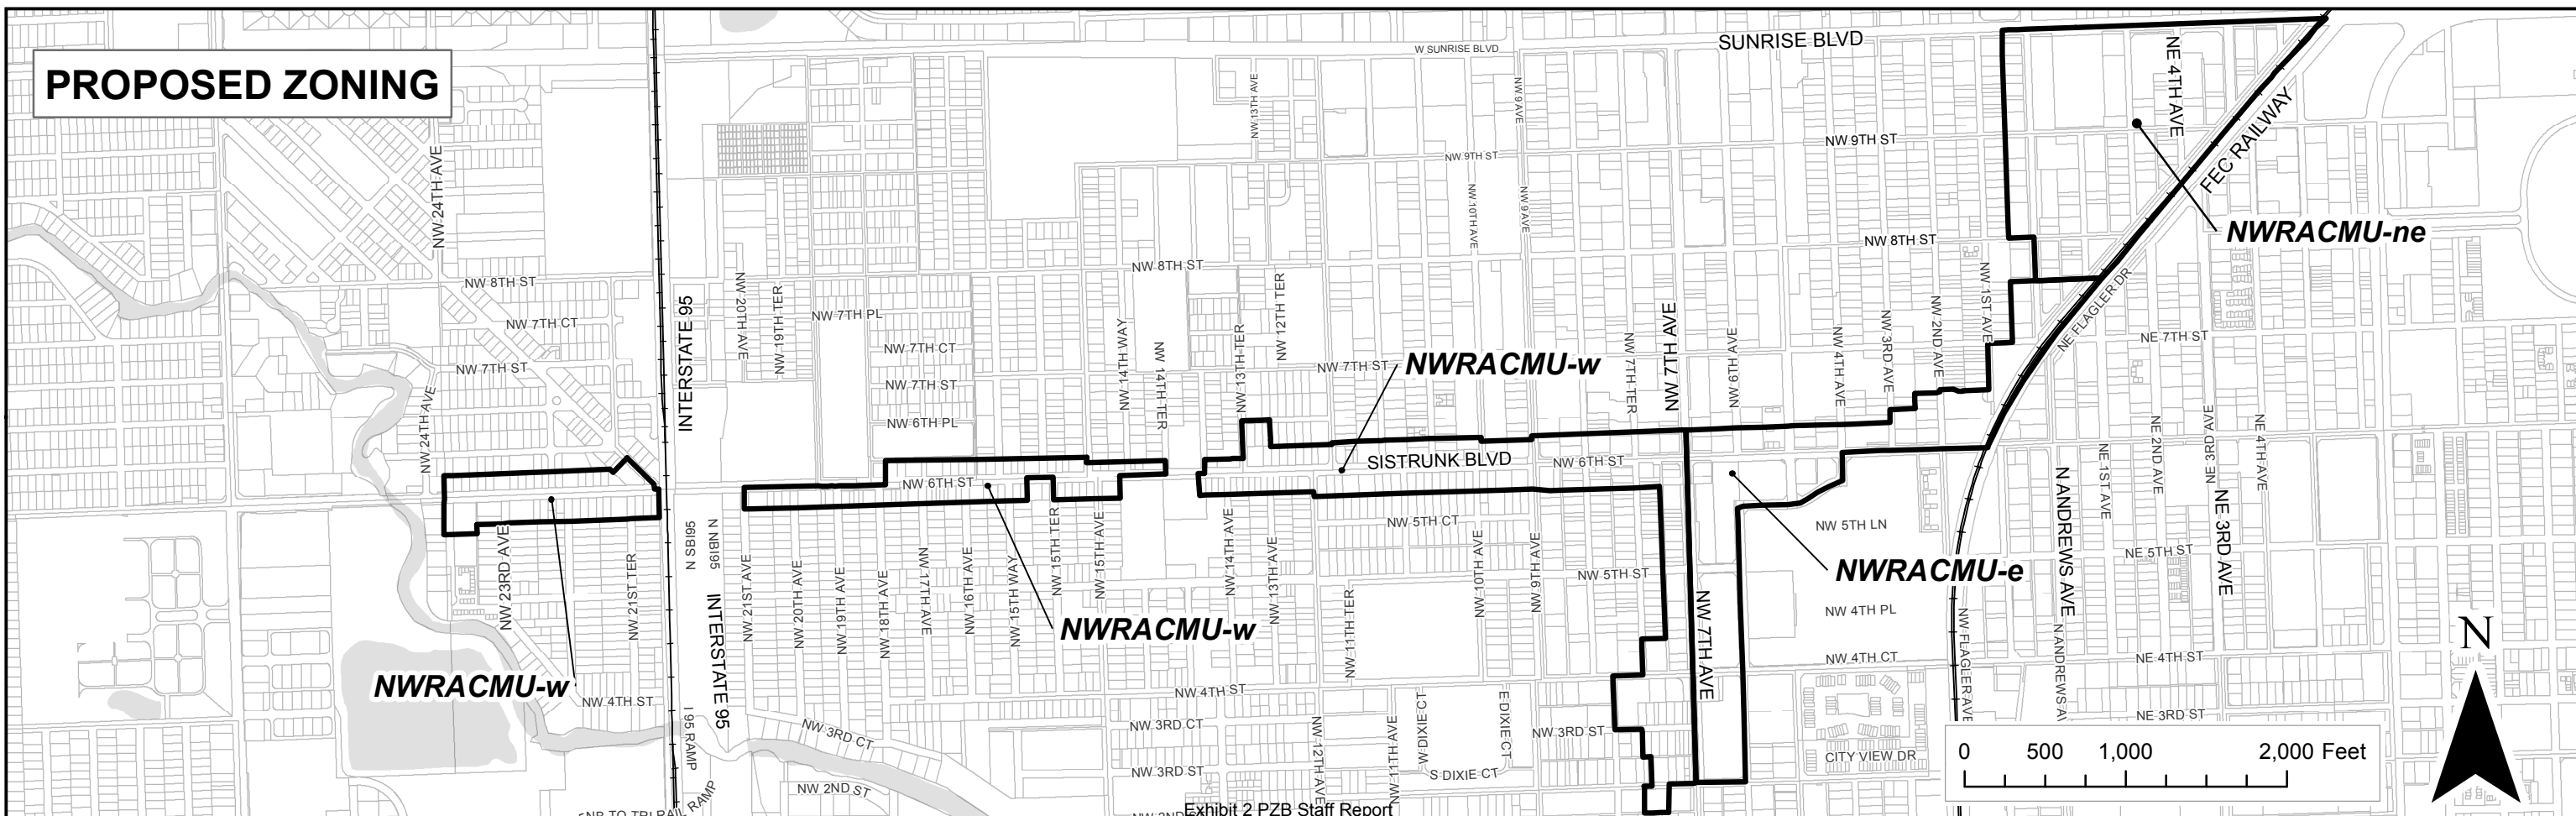 PROPOSED ZONING
SUNRISE BLVD
W SUNRISE BLVD
NE 4TH AVE
FEC RAILWAY
NW 13TH AVE
NW 9 AVE
NW 9TH ST
NW 9TH ST
NW 24TH AVE
NW 10TH AVE
NW 9 AVE
NWRACMU-ne
NW 8TH ST
NW 8TH ST
NW 8TH ST
NW 20TH AVE
NW 19TH TER
NW 12TH TER
NW 1ST AVE
NE FLAGLER DR
INTERSTATE 95
NW 7TH PL
NW 7TH CT
NW 14TH WAY
NW 14TH TER
NW 13TH TER
NW 7TH AVE
NW 7TH TER
NW 6TH AVE
NW 4TH AVE
NW 3RD AVE
NW 2ND AVE
NE 7TH ST
NW 7TH CT
NW 7TH ST
NWRACMU-w
NW 7TH ST
NW 7TH ST
NW 24TH AVE
NW 6TH PL
NE 2ND AVE
NE 3RD AVE
NE 4TH AVE
SISTRUNK BLVD
NW 6TH ST
NW 6TH ST
NE 1ST AVE
N ANDREWS AVE
NE 3RD AVE
N SBI95
N NBI95
NW 5TH CT
NW 5TH LN
NW 23RD AVE
NW 21ST TER
NW 21ST AVE
NW 20TH AVE
NW 19TH AVE
NW 18TH AVE
NW 17TH AVE
NW 16TH AVE
NW 15TH WAY
NW 15TH TER
NW 15TH AVE
NW 14TH AVE
NW 13TH AVE
NW 11TH TER
NW 10TH AVE
NW 9TH AVE
NW 5TH ST
NWRACMU-e
NE 5TH ST
INTERSTATE 95
NW 7TH AVE
NW 4TH PL
NW FLAGLER AVE
N ANDREWS AV
NWRACMU-w
NW 4TH CT
NE 4TH ST
N
NWRACMU-w
NW 4TH ST
NW 4TH ST
I 95 RAMP
NW 3RD CT
NW 3RD CT
NW 12TH AVE
NW 11TH AVE
W DIXIE CT
E DIXIE CT
NW 3RD ST
NE 3RD ST
CITY VIEW DR
0 500 1,000 2,000 Feet
NW 3RD ST
S DIXIE CT
NW 2ND ST
RAMP
Exhibit 2 PZB Staff Report